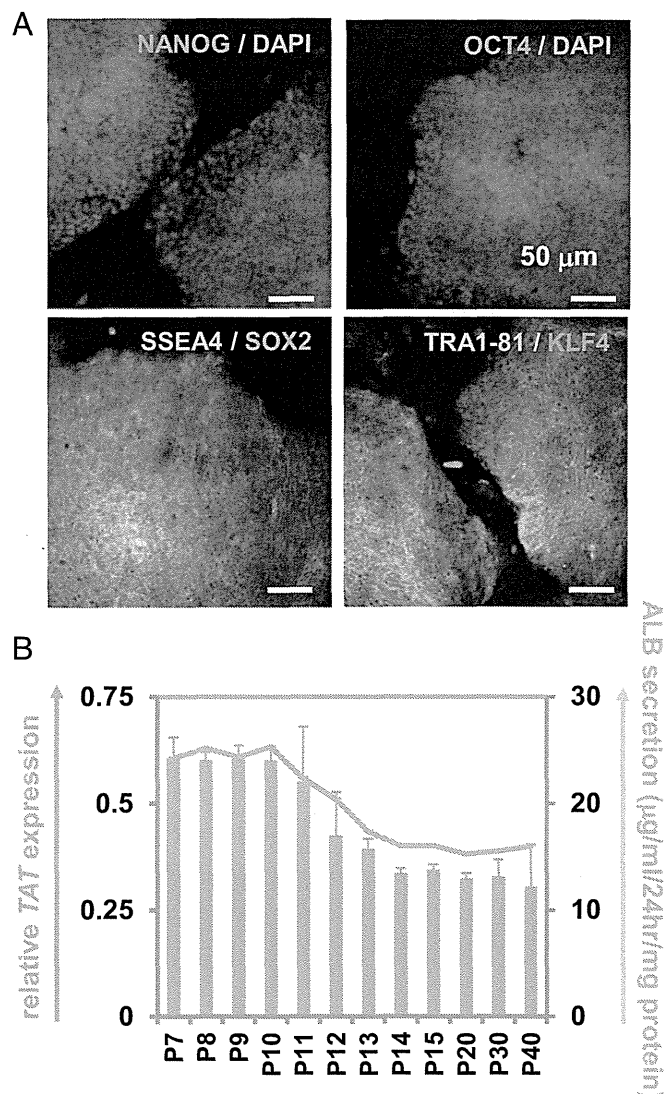 A
NANOG / DAPI
OCT4 / DAPI
50 μm
SSEA4 / SOX2
TRA1-81 / KLF4
B
relative TAT expression
ALB secretion (μg/ml/24hr/mg protein)
0.75
0.5
0.25
0
30
20
10
0
P7
P8
P9
P10
P11
P12
P13
P14
P15
P20
P30
P40